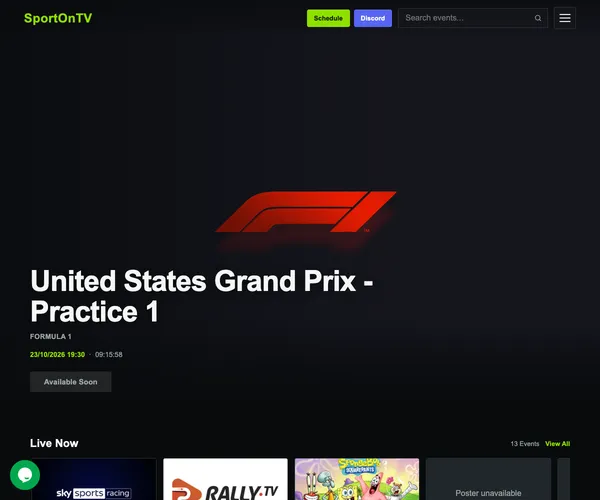 SportOnTV
Schedule
Discord
Search events...
TM
United States Grand Prix -
Practice 1
FORMULA 1
23/10/2026 19:30 · 09:15:58
Available Soon
Live Now
13 Events
View All
sky sports racing
RALLY.TV
SpongeBob
SQUAREPANTS
Poster unavailable